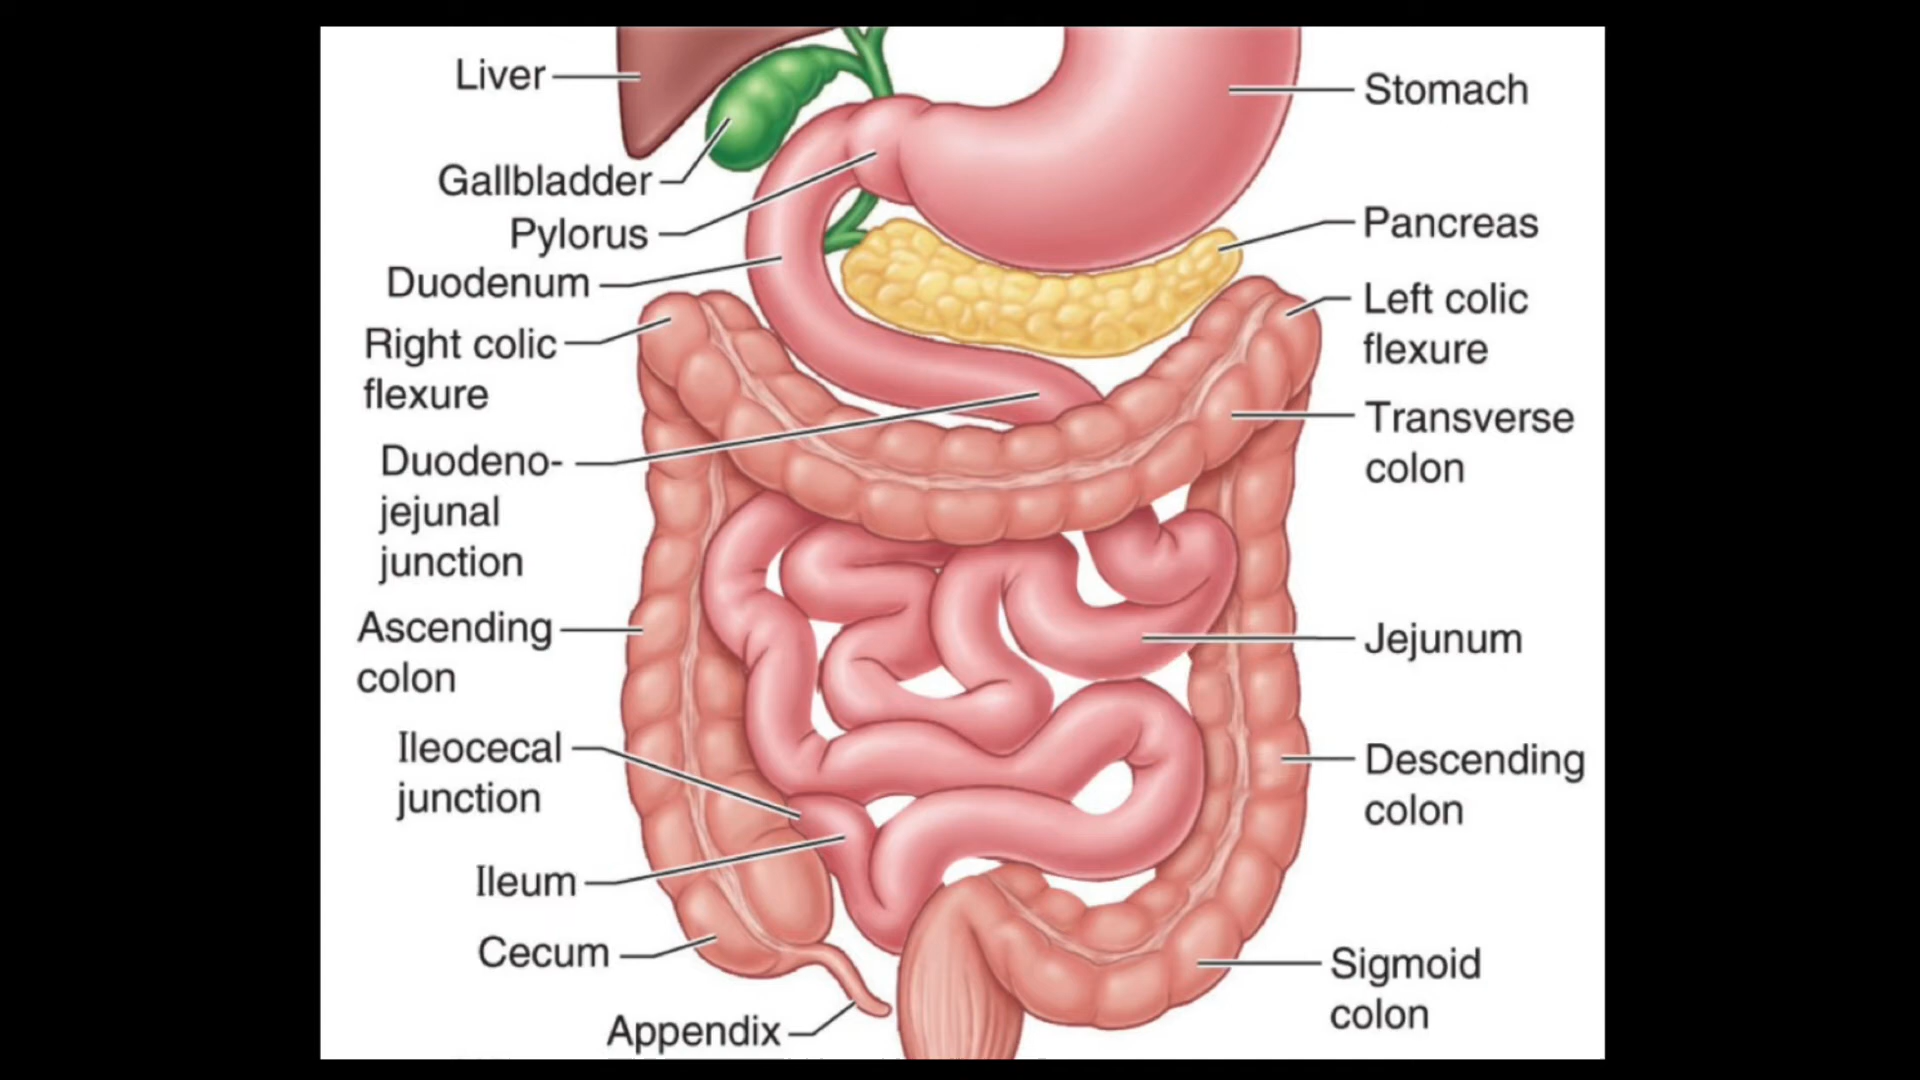 Liver
Gallbladder
Pylorus
Duodenum
Right colic
flexure
Duodeno-
jejunal
junction
Ascending
colon
Ileocecal
junction
Ileum
Cecum
Appendix
Stomach
Pancreas
Left colic
flexure
Transverse
colon
Jejunum
Descending
colon
Sigmoid
colon